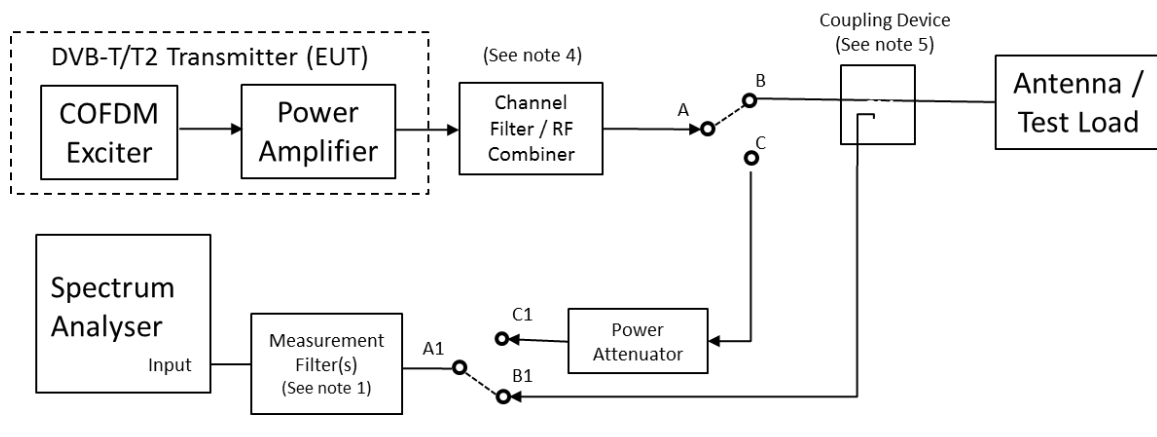 Coupling Device
(See note 5)
DVB-T/T2 Transmitter (EUT)
(See note 4)
COFDM
Exciter
Power
Amplifier
Channel
Filter / RF
Combiner
A
B
C
Antenna /
Test Load
Spectrum
Analyser
Input
Measurement
Filter(s)
(See note 1)
A1
C1
B1
Power
Attenuator